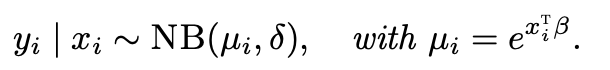 y_i | x_i ∼ NB(μ_i, δ), with μ_i = e^{x_i^T β}.